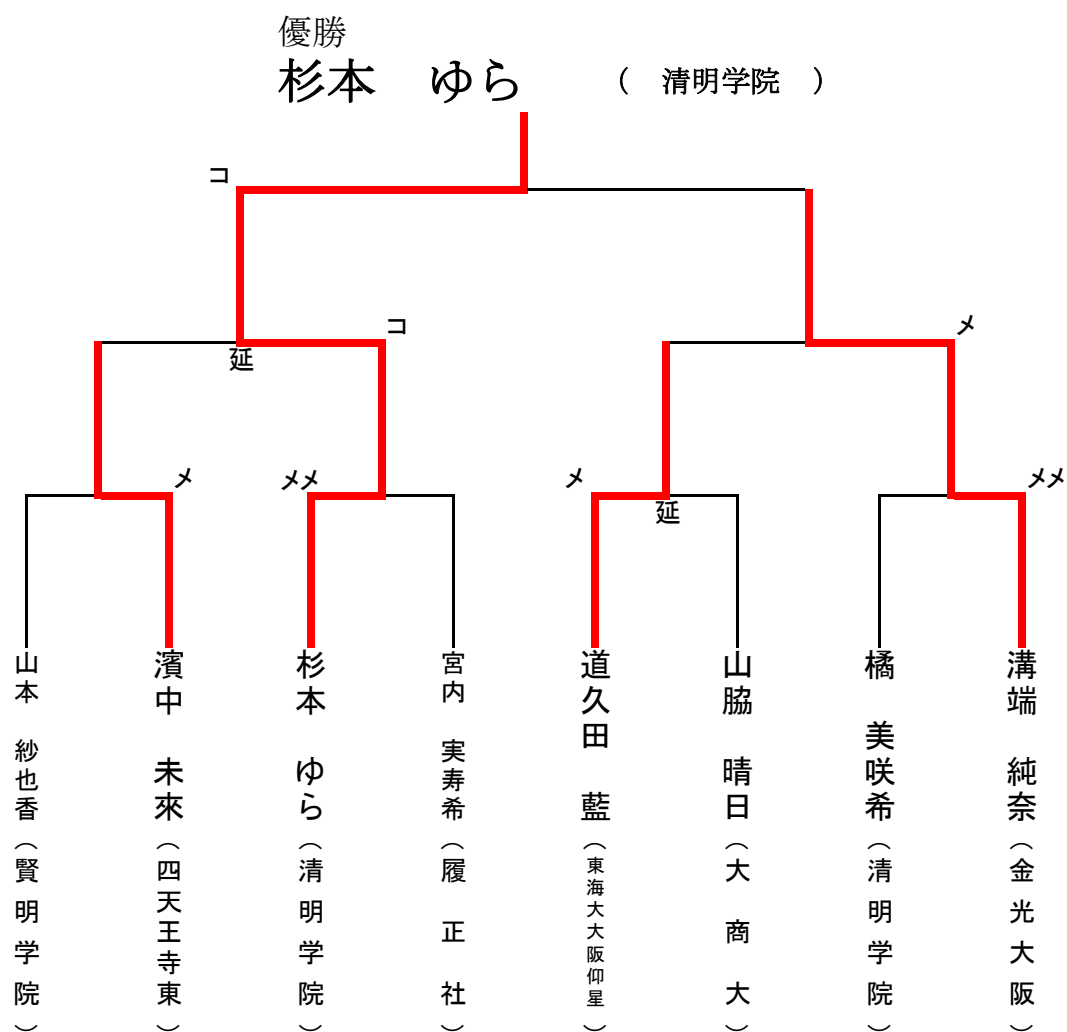 優勝
杉本　ゆら　（　清明学院　）
コ
コ
メ
延
メ
メメ
メ
メメ
延
山本　紗也香（賢明学院）
濱中　未來（四天王寺東）
杉本　ゆら（清明学院）
宮内　実寿希（履正社）
道久田　藍（東海大大阪仰星）
山脇　晴日（大商大）
橘　美咲希（清明学院）
溝端　純奈（金光大阪）